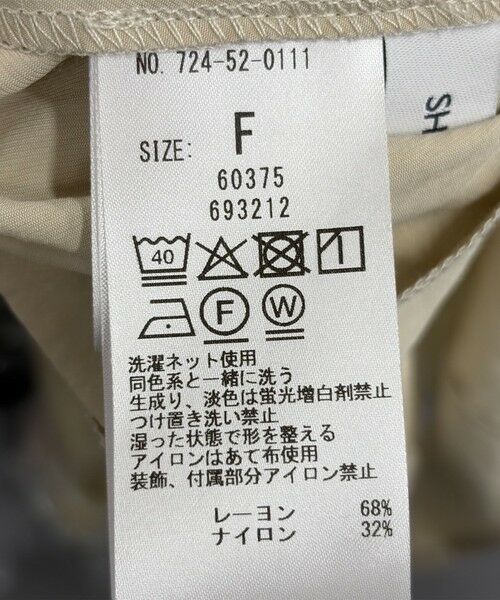 NO. 724-52-0111
SH
SIZE: F
60375
693212
40
F W
洗濯ネット使用
同色系と一緒に洗う
生成り、淡色は蛍光増白剤禁止
つけ置き洗い禁止
湿った状態で形を整える
アイロンはあて布使用
装飾、付属部分アイロン禁止
レーヨン 68%
ナイロン 32%